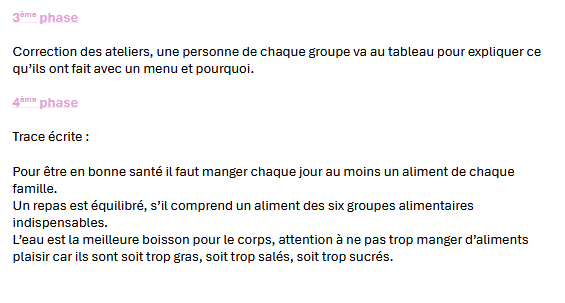 3ème phase
Correction des ateliers, une personne de chaque groupe va au tableau pour expliquer ce
qu’ils ont fait avec un menu et pourquoi.
4ème phase
Trace écrite :
Pour être en bonne santé il faut manger chaque jour au moins un aliment de chaque
famille.
Un repas est équilibré, s’il comprend un aliment des six groupes alimentaires
indispensables.
L’eau est la meilleure boisson pour le corps, attention à ne pas trop manger d’aliments
plaisir car ils sont soit trop gras, soit trop salés, soit trop sucrés.